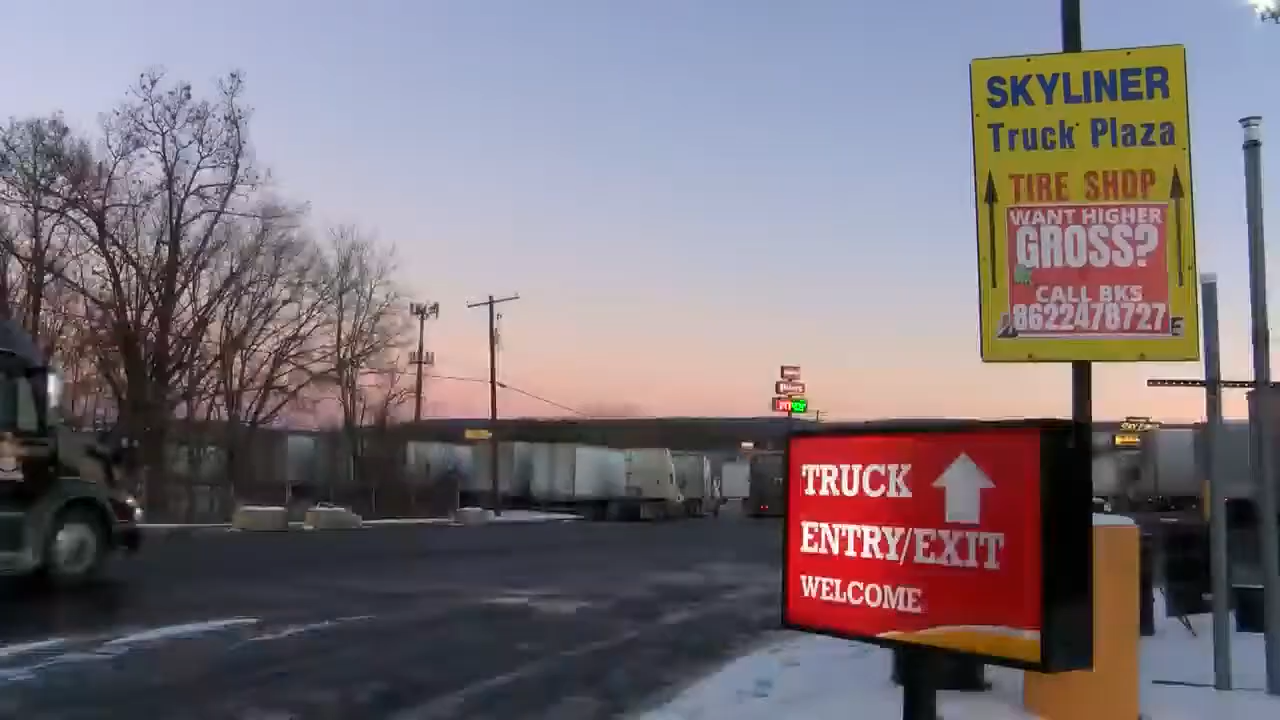 SKYLINER
Truck Plaza
TIRE SHOP
WANT HIGHER
GROSS?
CALL BKS
8622478727
TRUCK
ENTRY/EXIT
WELCOME